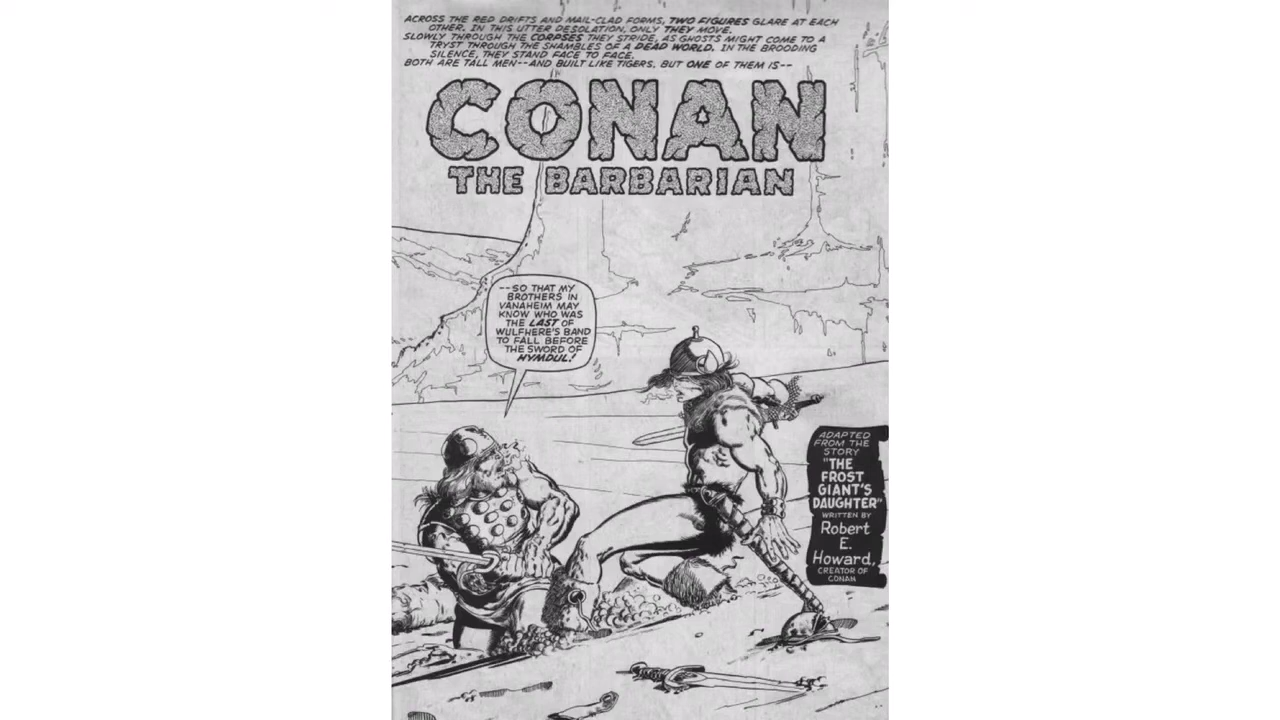 ACROSS THE RED DRIFTS AND MAIL-CLAD FORMS, TWO FIGURES GLARE AT EACH
OTHER. IN THIS UTTER DESOLATION, ONLY THEY MOVE.
SLOWLY THROUGH THE CORPSES THEY STRIDE, AS GHOSTS MIGHT COME TO A
TRYST THROUGH THE SHAMBLES OF A DEAD WORLD. IN THE BROODING
SILENCE, THEY STAND FACE TO FACE.
BOTH ARE TALL MEN--AND BUILT LIKE TIGERS. BUT ONE OF THEM IS--
CONAN
THE BARBARIAN
--SO THAT MY
BROTHERS IN
VANAHEIM MAY
KNOW WHO WAS
THE LAST OF
WULFHERE'S BAND
TO FALL BEFORE
THE SWORD OF
HYMDUL!
ADAPTED
FROM THE
STORY
"THE
FROST
GIANT'S
DAUGHTER"
WRITTEN BY
Robert
E.
Howard,
CREATOR OF
CONAN